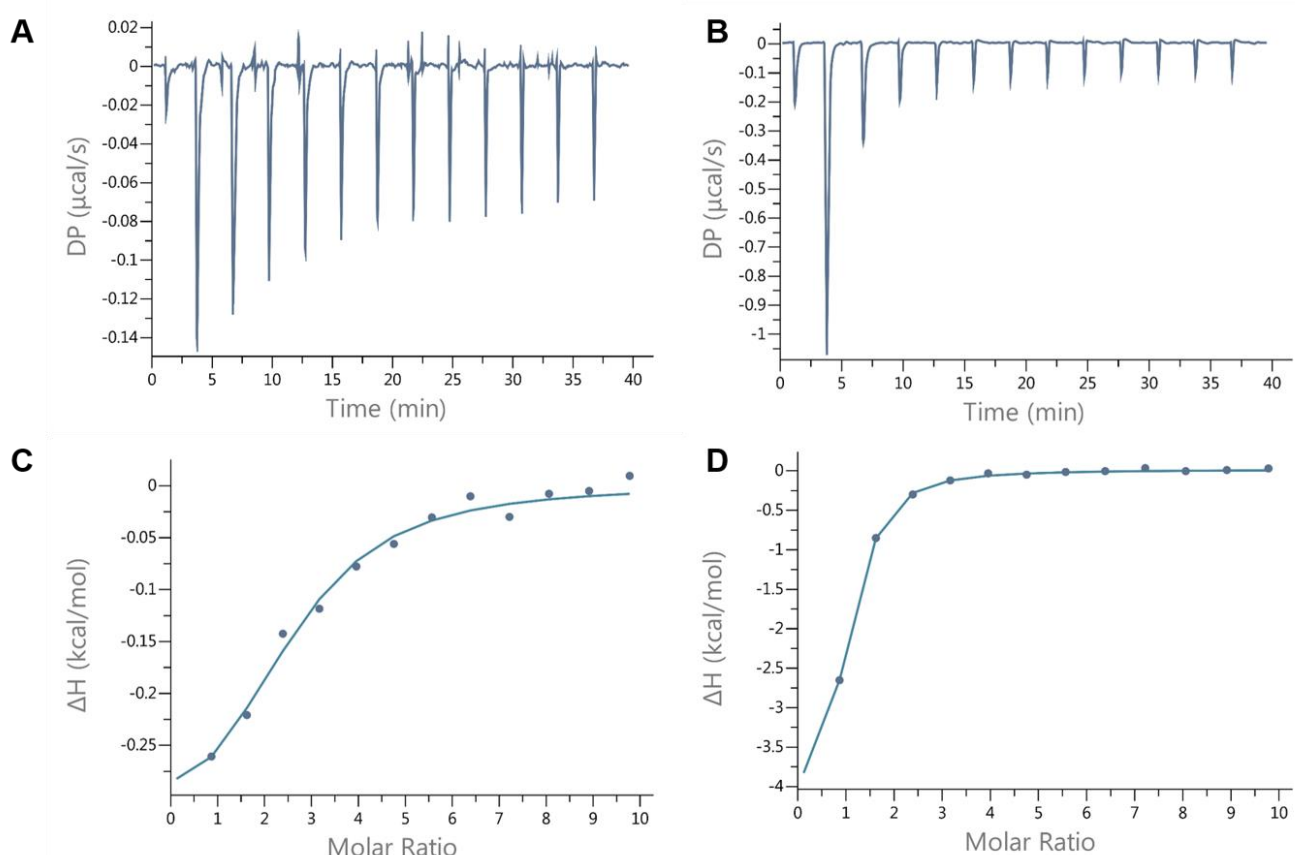 A
0.02
0
-0.02
-0.04
-0.06
-0.08
-0.1
-0.12
-0.14
DP (µcal/s)
0 5 10 15 20 25 30 35 40
Time (min)
B
0
-0.1
-0.2
-0.3
-0.4
-0.5
-0.6
-0.7
-0.8
-0.9
-1
DP (µcal/s)
0 5 10 15 20 25 30 35 40
Time (min)
C
0
-0.05
-0.1
-0.15
-0.2
-0.25
ΔH (kcal/mol)
0 1 2 3 4 5 6 7 8 9 10
Molar Ratio
D
0
-0.5
-1
-1.5
-2
-2.5
-3
-3.5
-4
ΔH (kcal/mol)
0 1 2 3 4 5 6 7 8 9 10
Molar Ratio